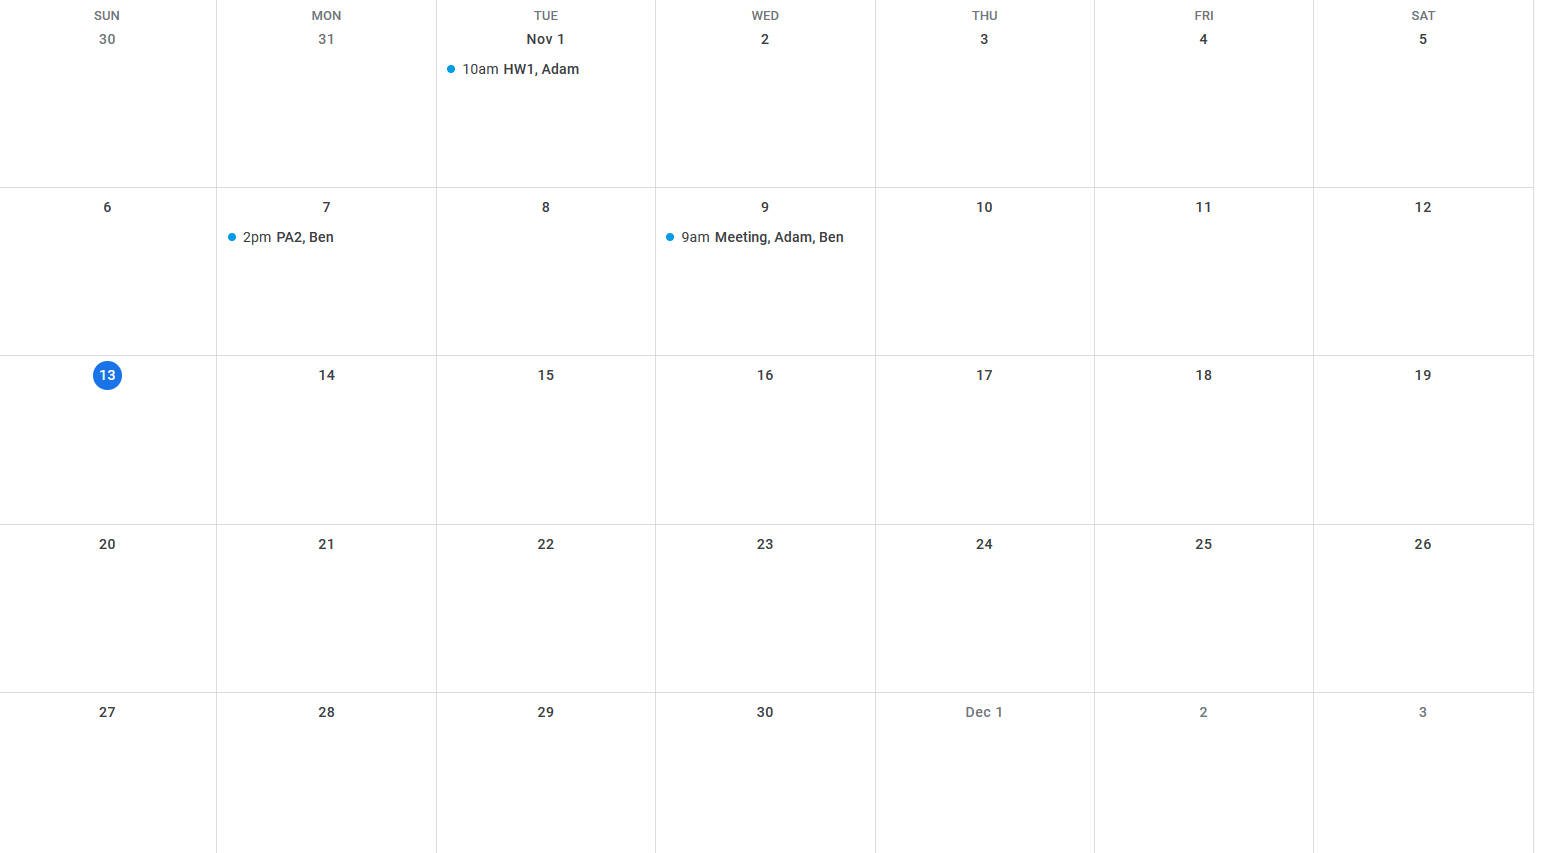 SUN MON TUE WED THU FRI SAT
30 31 Nov 1 2 3 4 5
10am HW1, Adam
6 7 8 9 10 11 12
2pm PA2, Ben 9am Meeting, Adam, Ben
13 14 15 16 17 18 19
20 21 22 23 24 25 26
27 28 29 30 Dec 1 2 3